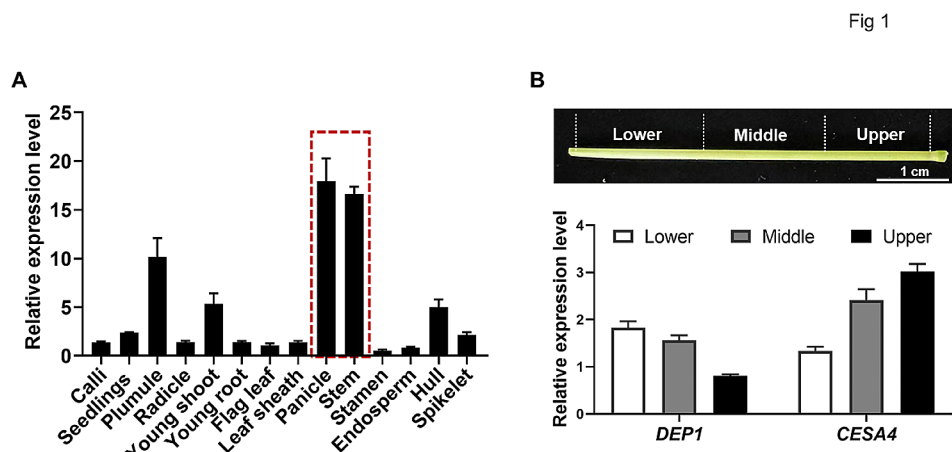 Fig 1
A
Relative expression level
25
20
15
10
5
0
Calli
Seedlings
Plumule
Radicle
Young shoot
Young root
Flag leaf
Leaf sheath
Panicle
Stem
Stamen
Endosperm
Hull
Spikelet
B
Lower Middle Upper
1 cm
Relative expression level
4
3
2
1
0
Lower Middle Upper
DEP1 CESA4